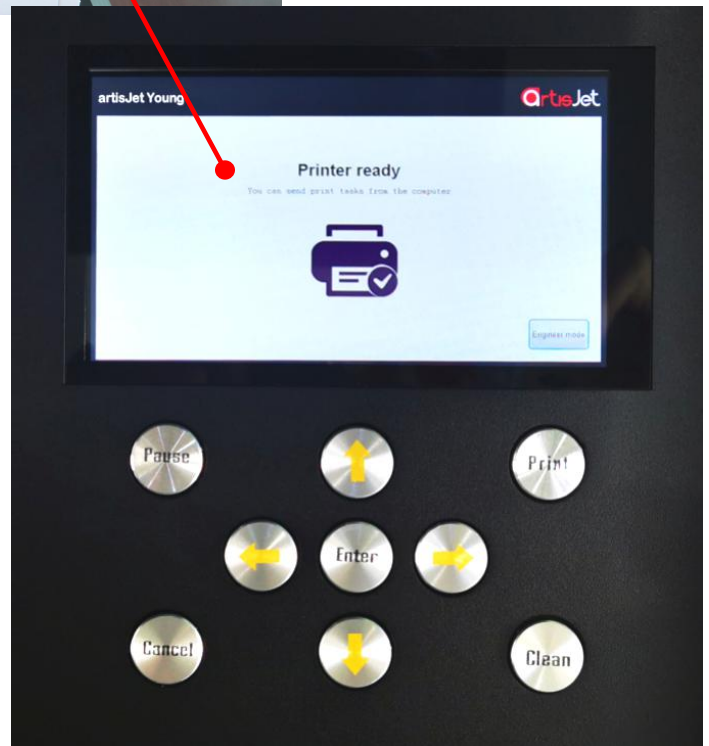 artisJet Young
artisJet
Printer ready
You can send print tasks from the computer
Engineer mode
Pause
Print
Enter
Cancel
Clean